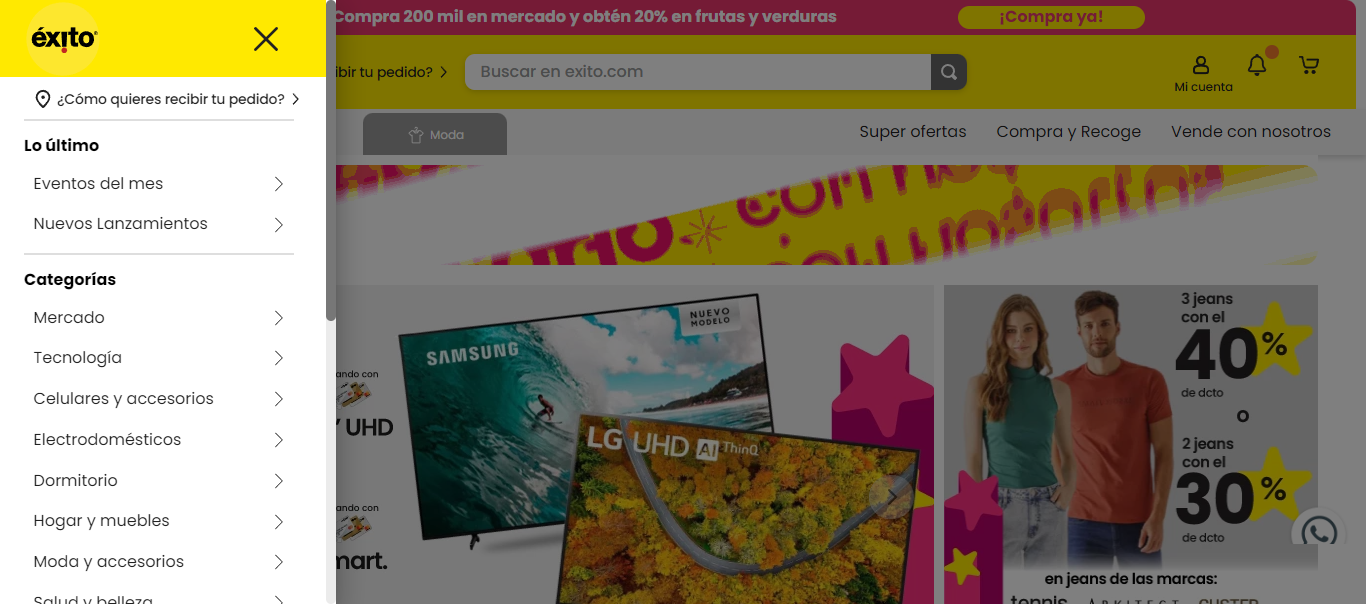 Compra 200 mil en mercado y obtén 20% en frutas y verduras
¡Compra ya!
éxito
¿Cómo quieres recibir tu pedido?
ibir tu pedido?
Buscar en exito.com
Mi cuenta
Moda
Super ofertas
Compra y Recoge
Vende con nosotros
Lo último
Eventos del mes
Nuevos Lanzamientos
Categorías
Mercado
Tecnología
Celulares y accesorios
Electrodomésticos
Dormitorio
Hogar y muebles
Moda y accesorios
Salud y belleza
ando con
UHD
ando con
mart.
SAMSUNG
NUEVO
MODELO
LG UHD AI ThinQ
3 jeans
con el
40%
de dcto
o
2 jeans
con el
30%
de dcto
en jeans de las marcas:
tennis ARKITECT CUSTER